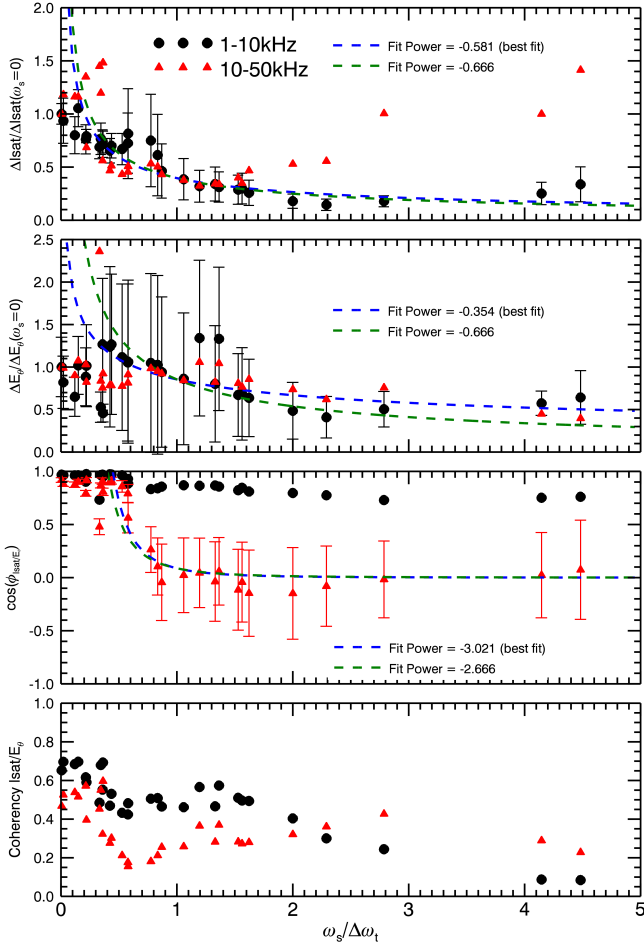 ΔIsat/ΔIsat(ωs=0)
2.0
1.5
1.0
0.5
0.0
1-10kHz
10-50kHz
Fit Power = -0.581 (best fit)
Fit Power = -0.666
ΔEθ/ΔEθ(ωs=0)
2.5
2.0
1.5
1.0
0.5
0.0
Fit Power = -0.354 (best fit)
Fit Power = -0.666
cos(ϕIsat/E)
1.0
0.5
0.0
-0.5
-1.0
Fit Power = -3.021 (best fit)
Fit Power = -2.666
Coherency Isat/Eθ
1.0
0.8
0.6
0.4
0.2
0.0
0 1 2 3 4 5
ωs/Δωt